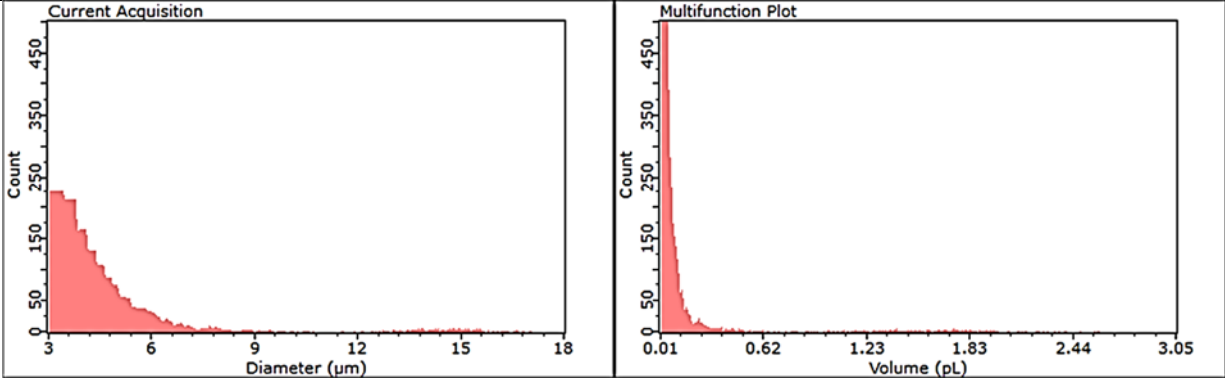 Current Acquisition
Count
450
350
250
150
50
0
3 6 9 12 15 18
Diameter (µm)
Multifunction Plot
Count
450
350
250
150
50
0
0.01 0.62 1.23 1.83 2.44 3.05
Volume (pL)